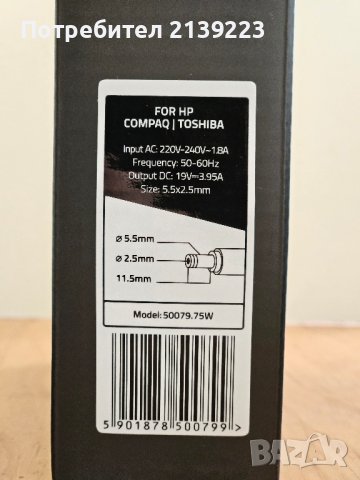 Потребител 2139223
FOR HP
COMPAQ | TOSHIBA
Input AC: 220V-240V~1.8A
Frequency: 50-60Hz
Output DC: 19V⎓3.95A
Size: 5.5x2.5mm
⌀ 5.5mm
⌀ 2.5mm
11.5mm
Model: 50079.75W
5 901878 500799 >
BAZAR